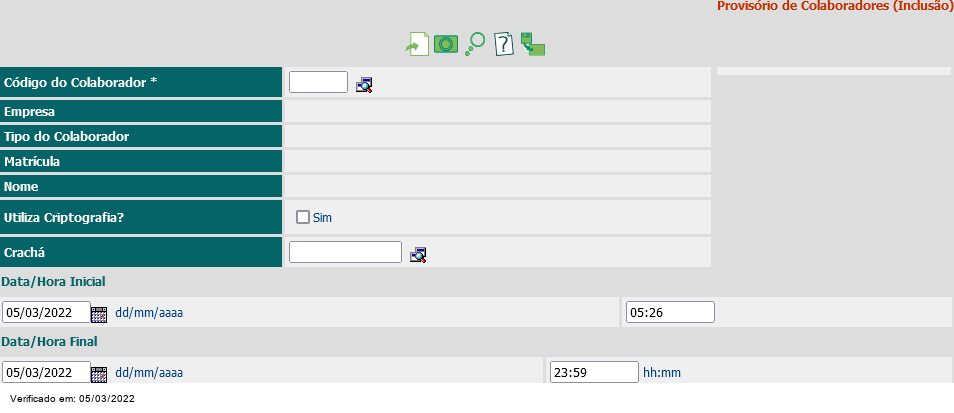 Provisório de Colaboradores (Inclusão)
Código do Colaborador *
Empresa
Tipo do Colaborador
Matrícula
Nome
Utiliza Criptografia? Sim
Crachá
Data/Hora Inicial
05/03/2022 dd/mm/aaaa 05:26
Data/Hora Final
05/03/2022 dd/mm/aaaa 23:59 hh:mm
Verificado em: 05/03/2022